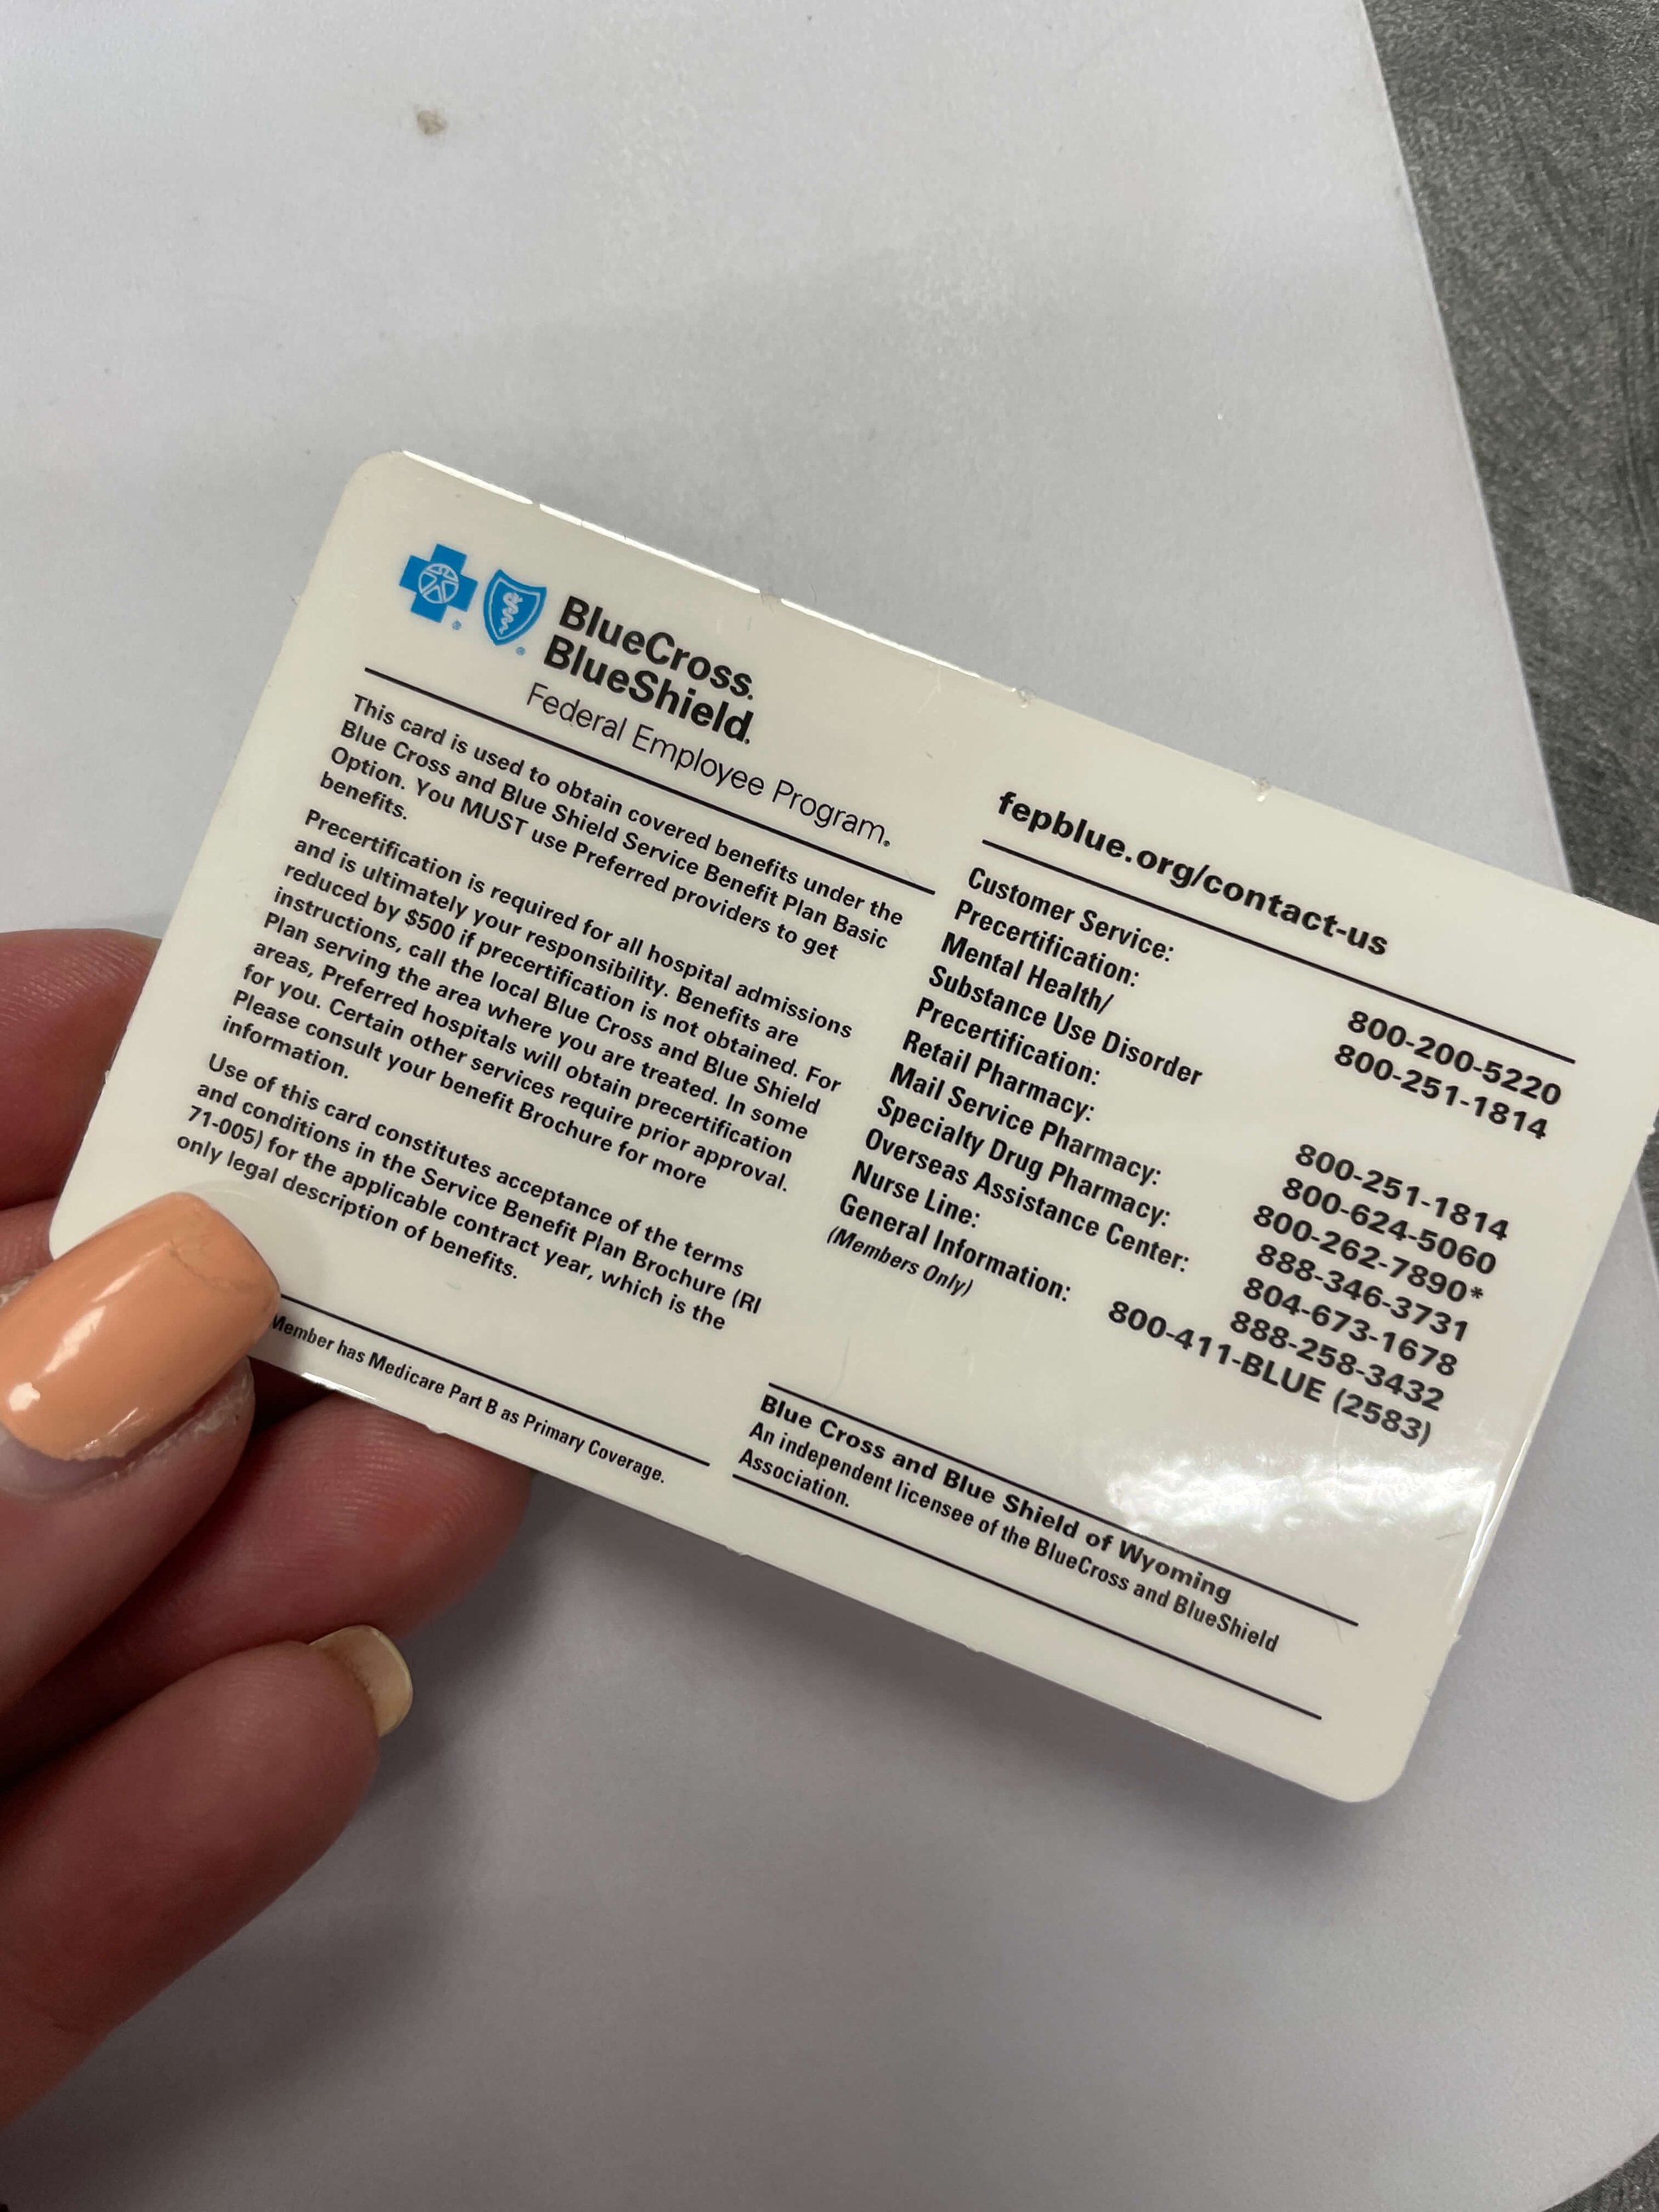 BlueCross.
BlueShield.
Federal Employee Program.
This card is used to obtain covered benefits under the
Blue Cross and Blue Shield Service Benefit Plan Basic
Option. You MUST use Preferred providers to get
benefits.
Precertification is required for all hospital admissions
and is ultimately your responsibility. Benefits are
reduced by $500 if precertification is not obtained. For
instructions, call the local Blue Cross and Blue Shield
Plan serving the area where you are treated. In some
areas, Preferred hospitals will obtain precertification
for you. Certain other services require prior approval.
Please consult your benefit Brochure for more
information.
Use of this card constitutes acceptance of the terms
and conditions in the Service Benefit Plan Brochure (RI
71-005) for the applicable contract year, which is the
only legal description of benefits.
Member has Medicare Part B as Primary Coverage.
fepblue.org/contact-us
Customer Service: 800-200-5220
Precertification: 800-251-1814
Mental Health/
Substance Use Disorder
Precertification: 800-251-1814
Retail Pharmacy: 800-624-5060
Mail Service Pharmacy: 800-262-7890*
Specialty Drug Pharmacy: 888-346-3731
Overseas Assistance Center: 804-673-1678
Nurse Line: 888-258-3432
General Information: 800-411-BLUE (2583)
(Members Only)
Blue Cross and Blue Shield of Wyoming
An independent licensee of the BlueCross and BlueShield
Association.